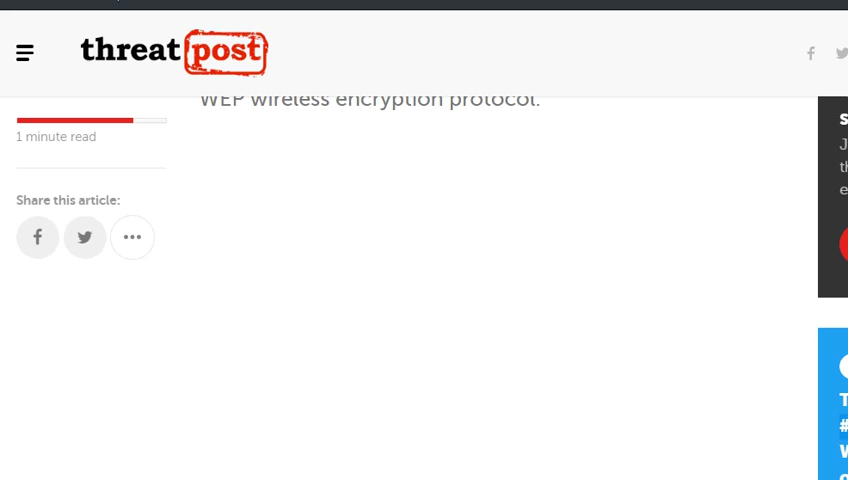 threatpost
WEP wireless encryption protocol.
1 minute read
Share this article: